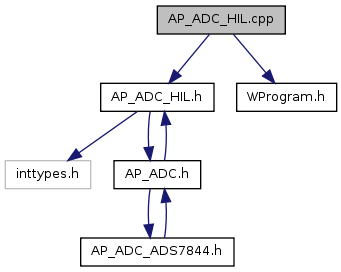 AP_ADC_HIL.cpp
AP_ADC_HIL.h
WProgram.h
inttypes.h
AP_ADC.h
AP_ADC_ADS7844.h